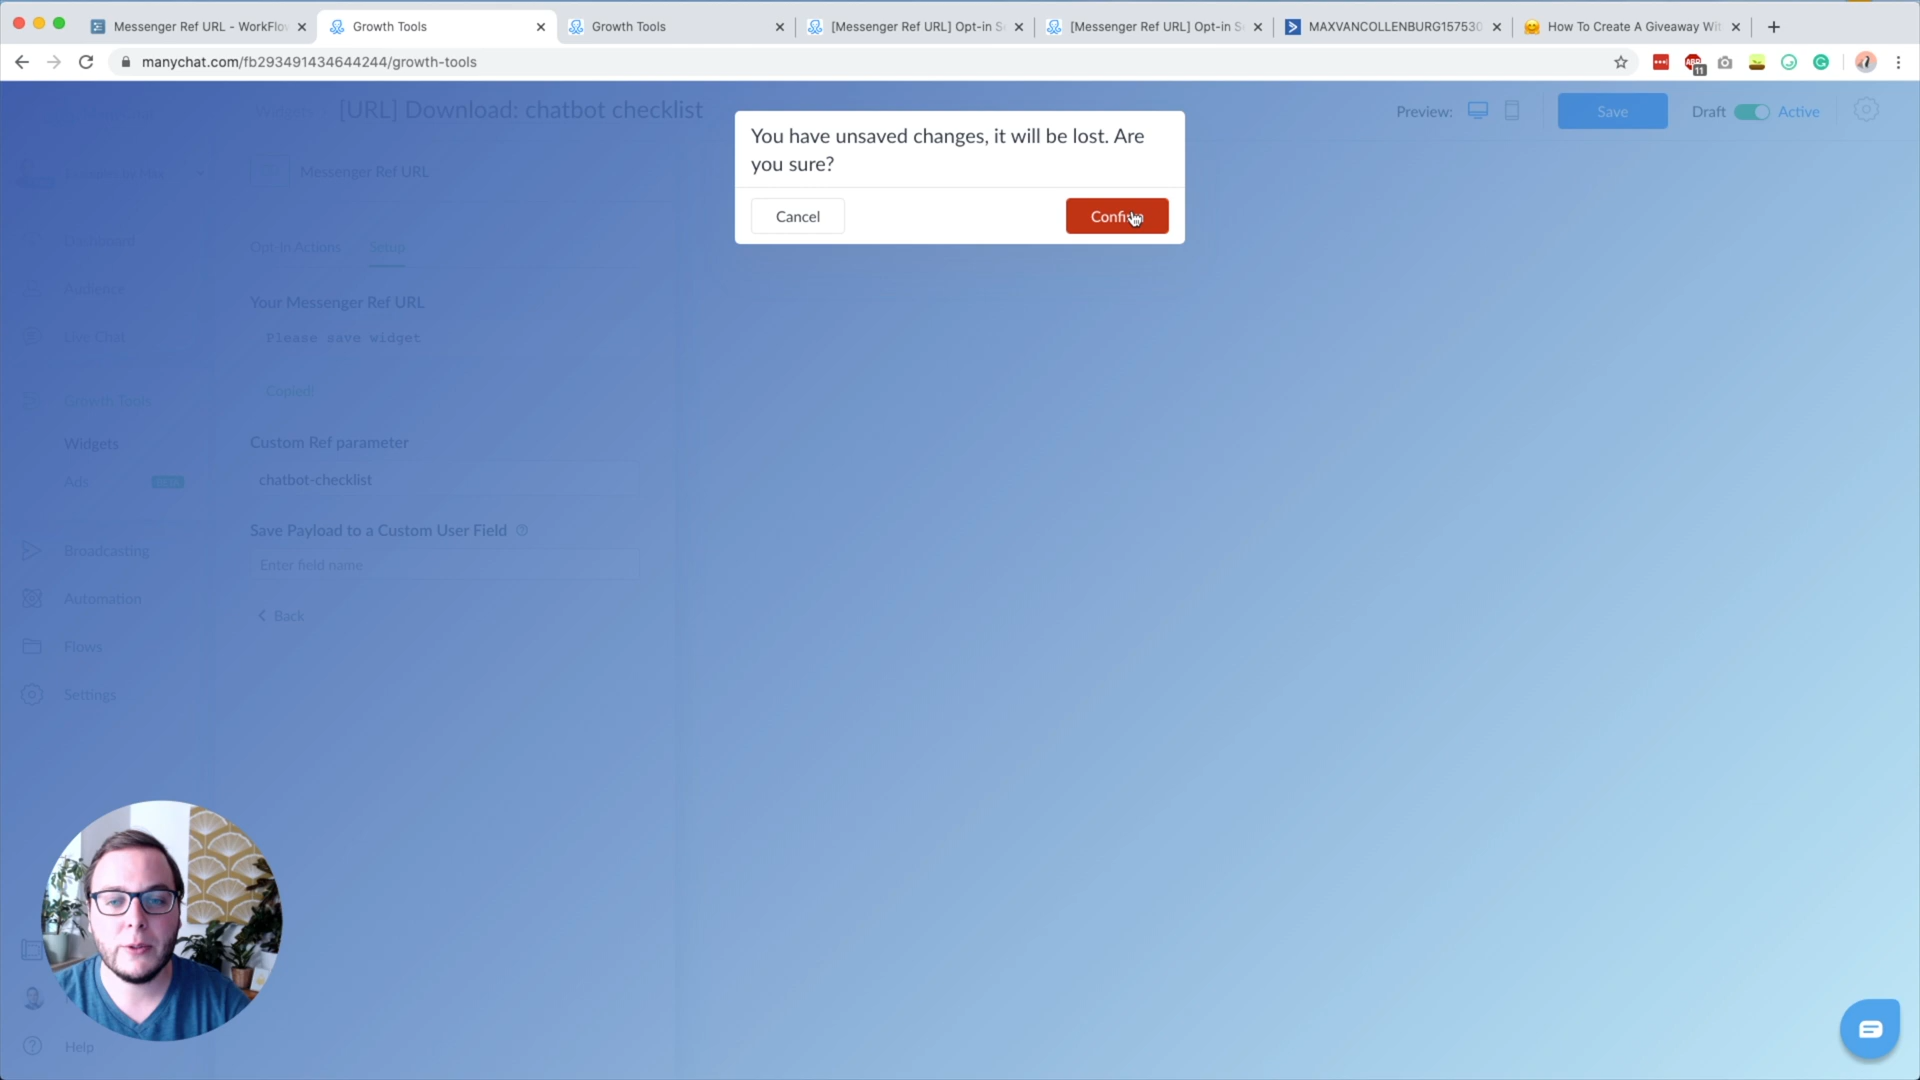 Messenger Ref URL - WorkFlo
Growth Tools
Growth Tools
[Messenger Ref URL] Opt-in S
[Messenger Ref URL] Opt-in S
MAXVANCOLLENBURG157530
How To Create A Giveaway Wit
manychat.com/fb293491434644244/growth-tools
11
[URL] Download: chatbot checklist
Preview:
Save
Draft
Active
You have unsaved changes, it will be lost. Are
you sure?
Cancel
Confirm
Messenger Ref URL
Dashboard
Opt-In Actions
Setup
Audience
Your Messenger Ref URL
Live Chat
Please save widget
Copied!
Growth Tools
Widgets
Custom Ref parameter
Ads
BETA
chatbot-checklist
Save Payload to a Custom User Field
Broadcasting
Enter field name
Automation
Back
Flows
Settings
Help